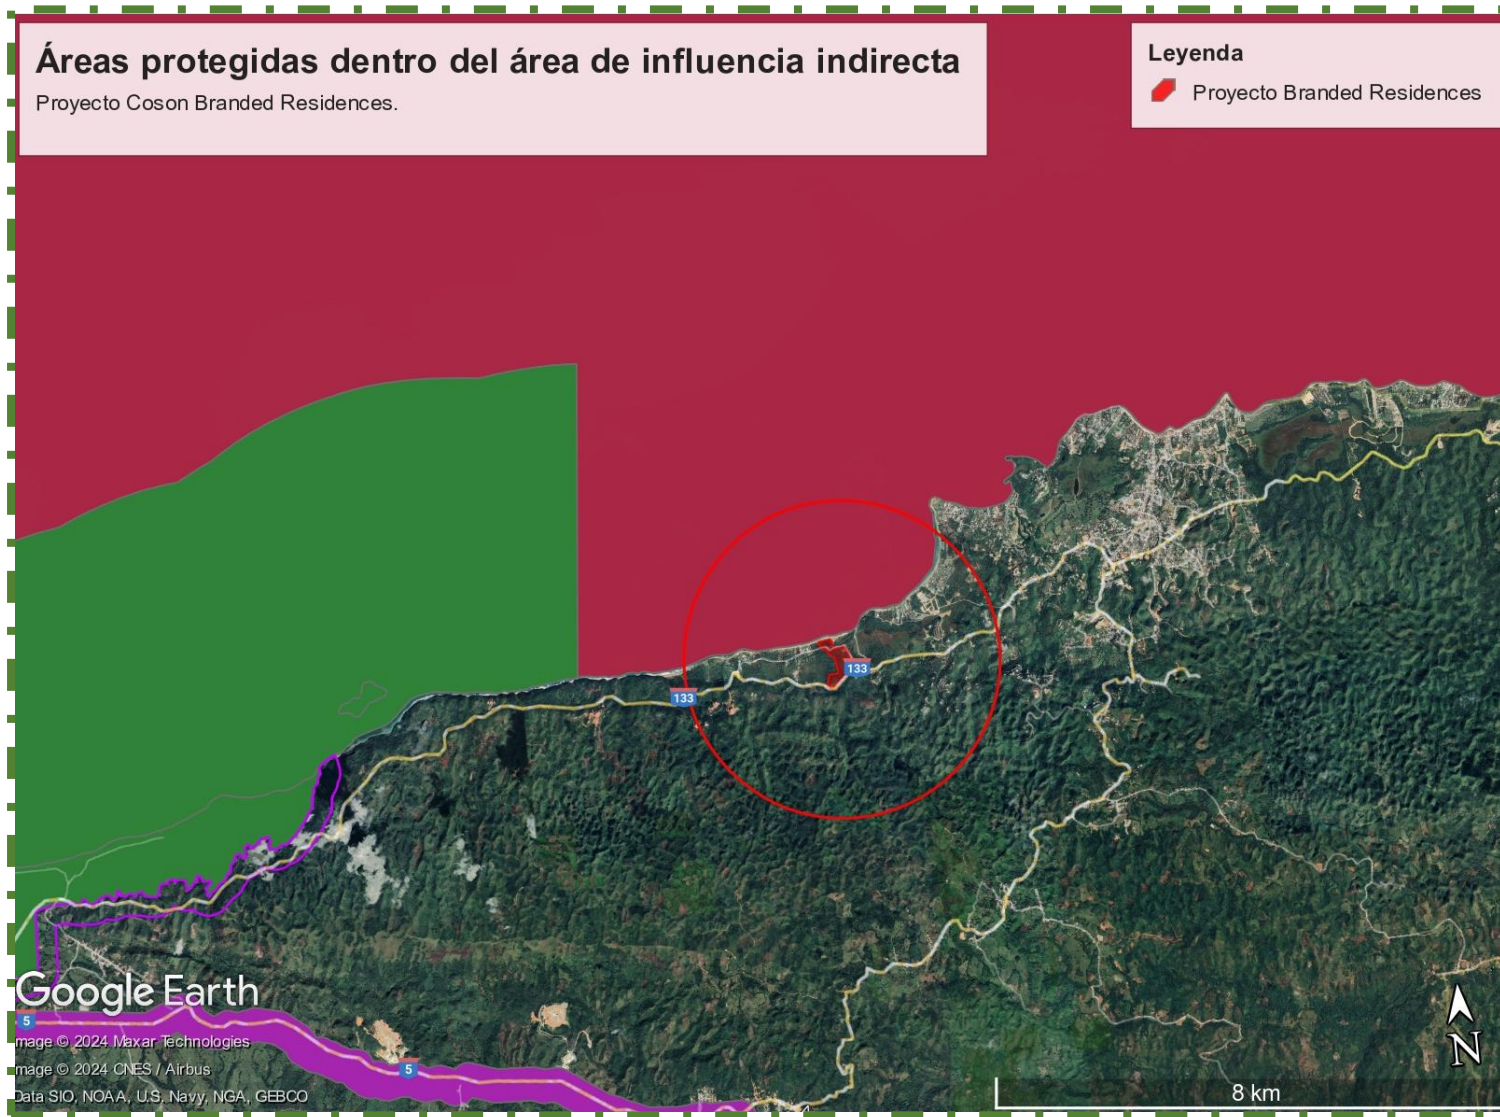 Áreas protegidas dentro del área de influencia indirecta
Proyecto Coson Branded Residences.
Leyenda
Proyecto Branded Residences
133
133
Google Earth
5
mage © 2024 Maxar Technologies
mage © 2024 CNES / Airbus
Data SIO, NOAA, U.S. Navy, NGA, GEBCO
5
N
8 km